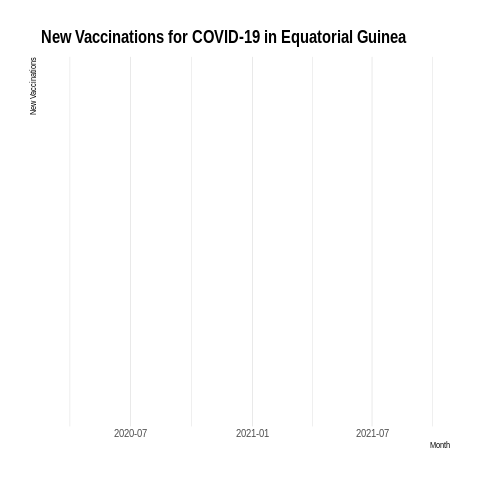 New Vaccinations for COVID-19 in Equatorial Guinea
New Vaccinations
2020-07
2021-01
2021-07
Month